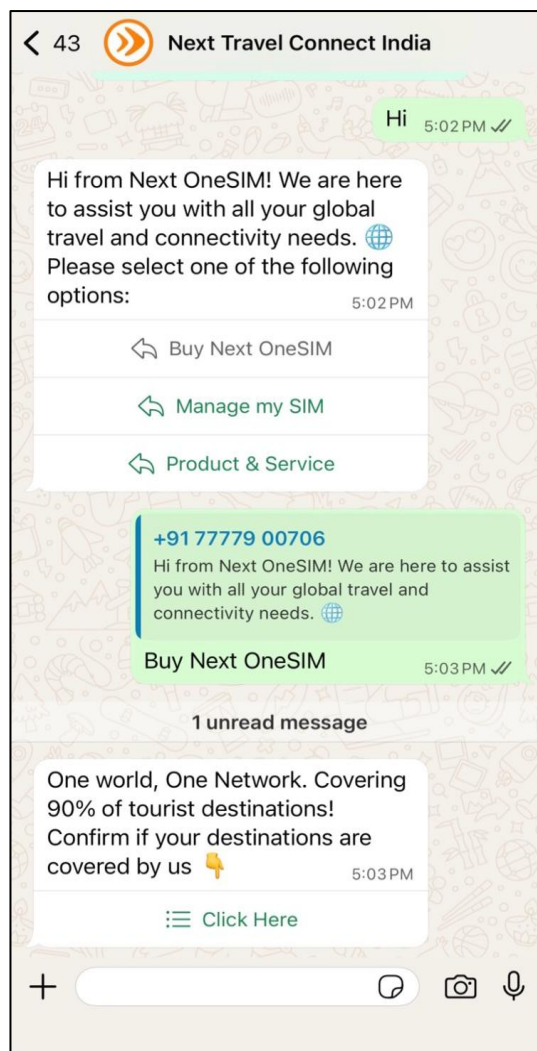 43 Next Travel Connect India
Hi 5:02 PM
Hi from Next OneSIM! We are here
to assist you with all your global
travel and connectivity needs. 🌐
Please select one of the following
options: 5:02 PM
Buy Next OneSIM
Manage my SIM
Product & Service
+91 77779 00706
Hi from Next OneSIM! We are here to assist
you with all your global travel and
connectivity needs. 🌐
Buy Next OneSIM 5:03 PM
1 unread message
One world, One Network. Covering
90% of tourist destinations!
Confirm if your destinations are
covered by us 👇 5:03 PM
Click Here